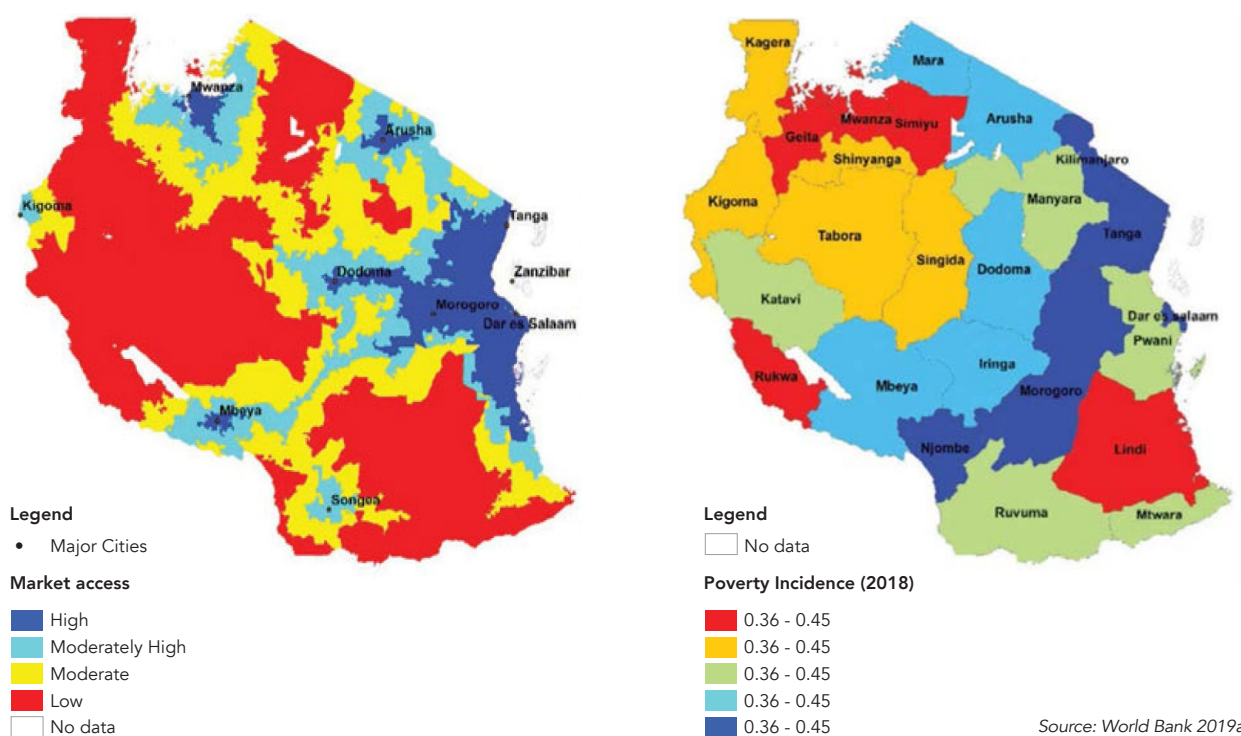 Mwanza
Arusha
Kigoma
Tanga
Dodoma
Zanzibar
Morogoro
Dar es Salaam
Mbeya
Songea
Legend
• Major Cities
Market access
High
Moderately High
Moderate
Low
No data
Kagera
Mara
Mwanza
Geita
Simiyu
Arusha
Shinyanga
Kilimanjaro
Kigoma
Manyara
Tabora
Singida
Tanga
Dodoma
Katavi
Dar es salaam
Pwani
Rukwa
Iringa
Mbeya
Morogoro
Njombe
Lindi
Ruvuma
Mtwara
Legend
No data
Poverty Incidence (2018)
0.36 - 0.45
0.36 - 0.45
0.36 - 0.45
0.36 - 0.45
0.36 - 0.45
Source: World Bank 2019a